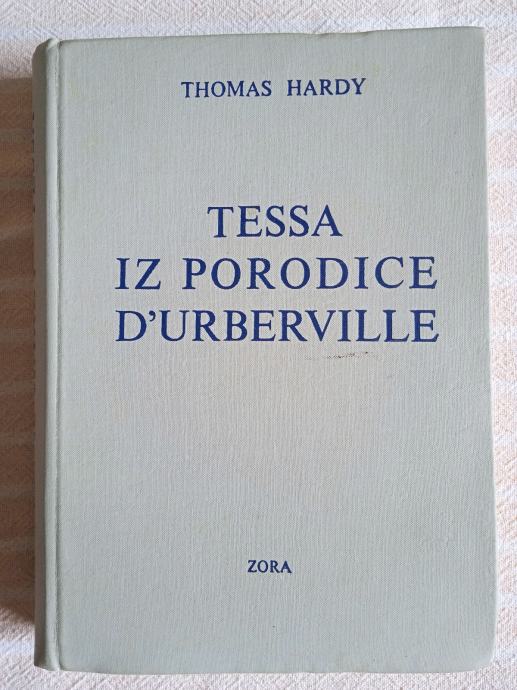 THOMAS HARDY
TESSA
IZ PORODICE
D'URBERVILLE
ZORA